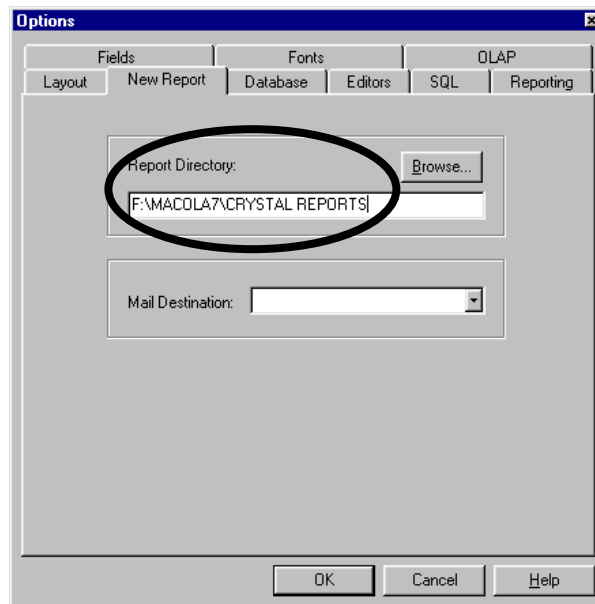 Options
Fields Fonts OLAP
Layout New Report Database Editors SQL Reporting
Report Directory: Browse...
F:\MACOLA7\CRYSTAL REPORTS
Mail Destination:
OK Cancel Help